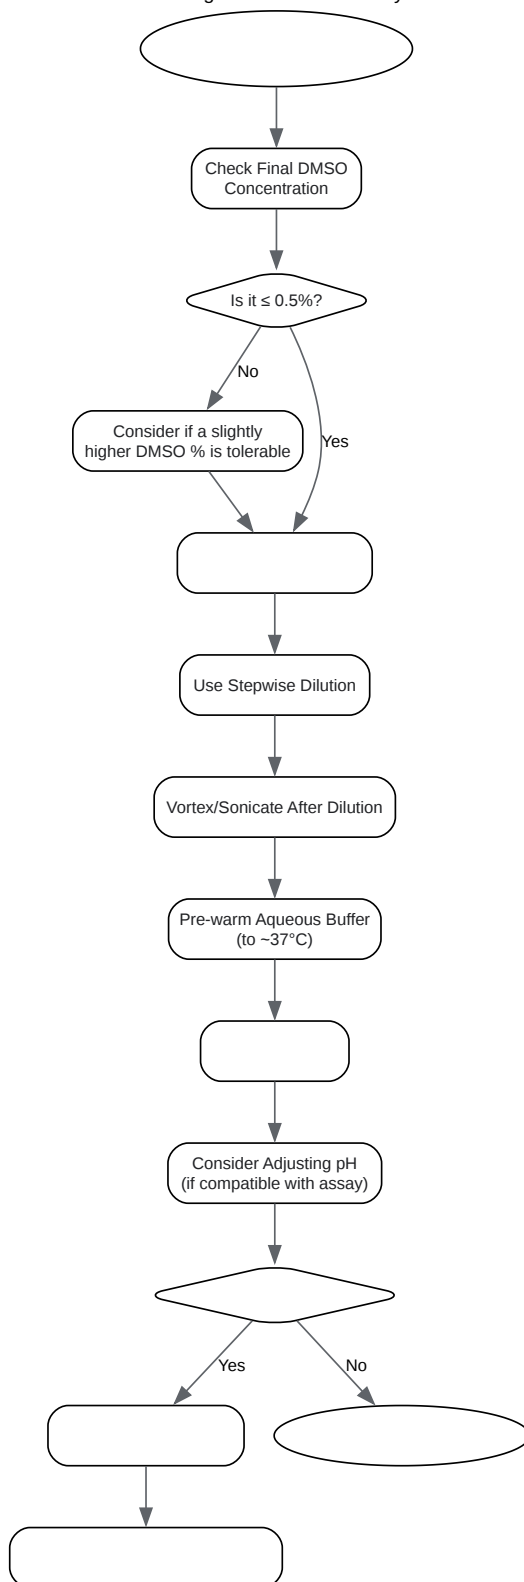 Check Final DMSO
Concentration
Is it ≤ 0.5%?
No
Consider if a slightly
higher DMSO % is tolerable
Yes
Use Stepwise Dilution
Vortex/Sonicate After Dilution
Pre-warm Aqueous Buffer
(to ~37°C)
Consider Adjusting pH
(if compatible with assay)
Yes
No